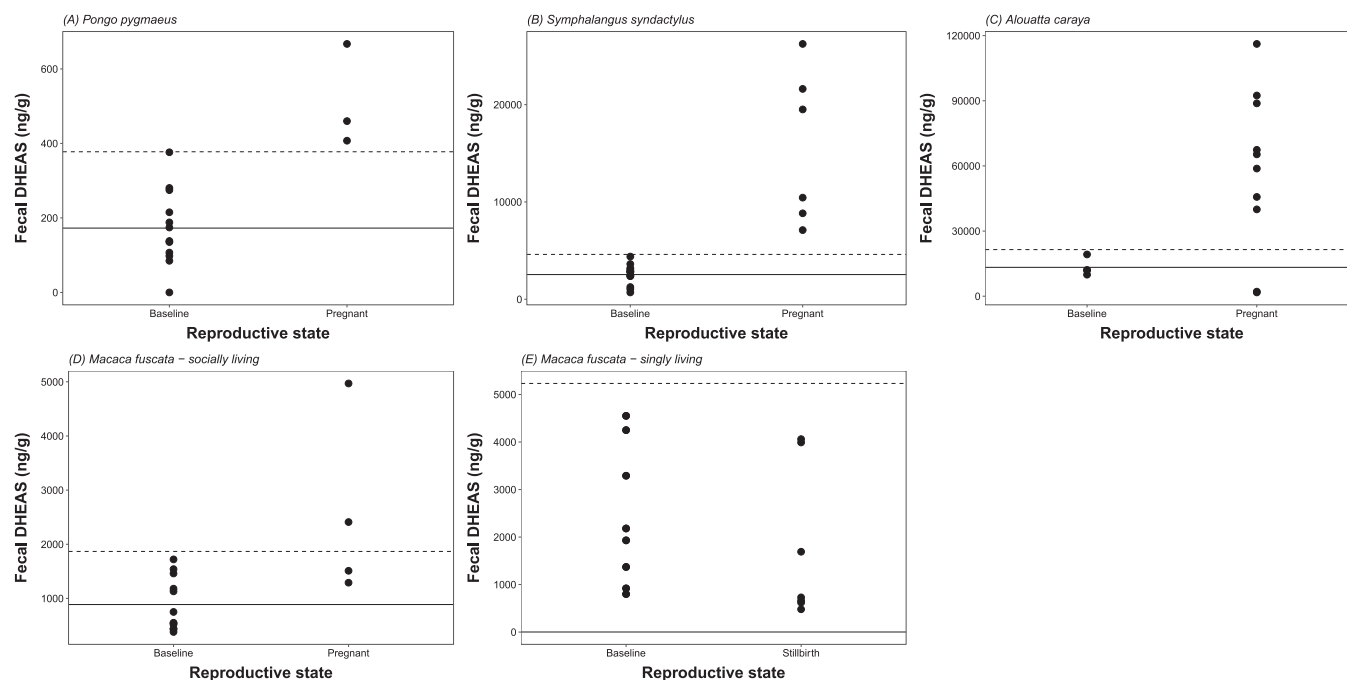 (A) Pongo pygmaeus
600
400
200
0
Fecal DHEAS (ng/g)
Baseline
Pregnant
Reproductive state
(B) Symphalangus syndactylus
20000
10000
0
Fecal DHEAS (ng/g)
Baseline
Pregnant
Reproductive state
(C) Alouatta caraya
120000
90000
60000
30000
0
Fecal DHEAS (ng/g)
Baseline
Pregnant
Reproductive state
(D) Macaca fuscata − socially living
5000
4000
3000
2000
1000
Fecal DHEAS (ng/g)
Baseline
Pregnant
Reproductive state
(E) Macaca fuscata − singly living
5000
4000
3000
2000
1000
0
Fecal DHEAS (ng/g)
Baseline
Stillbirth
Reproductive state